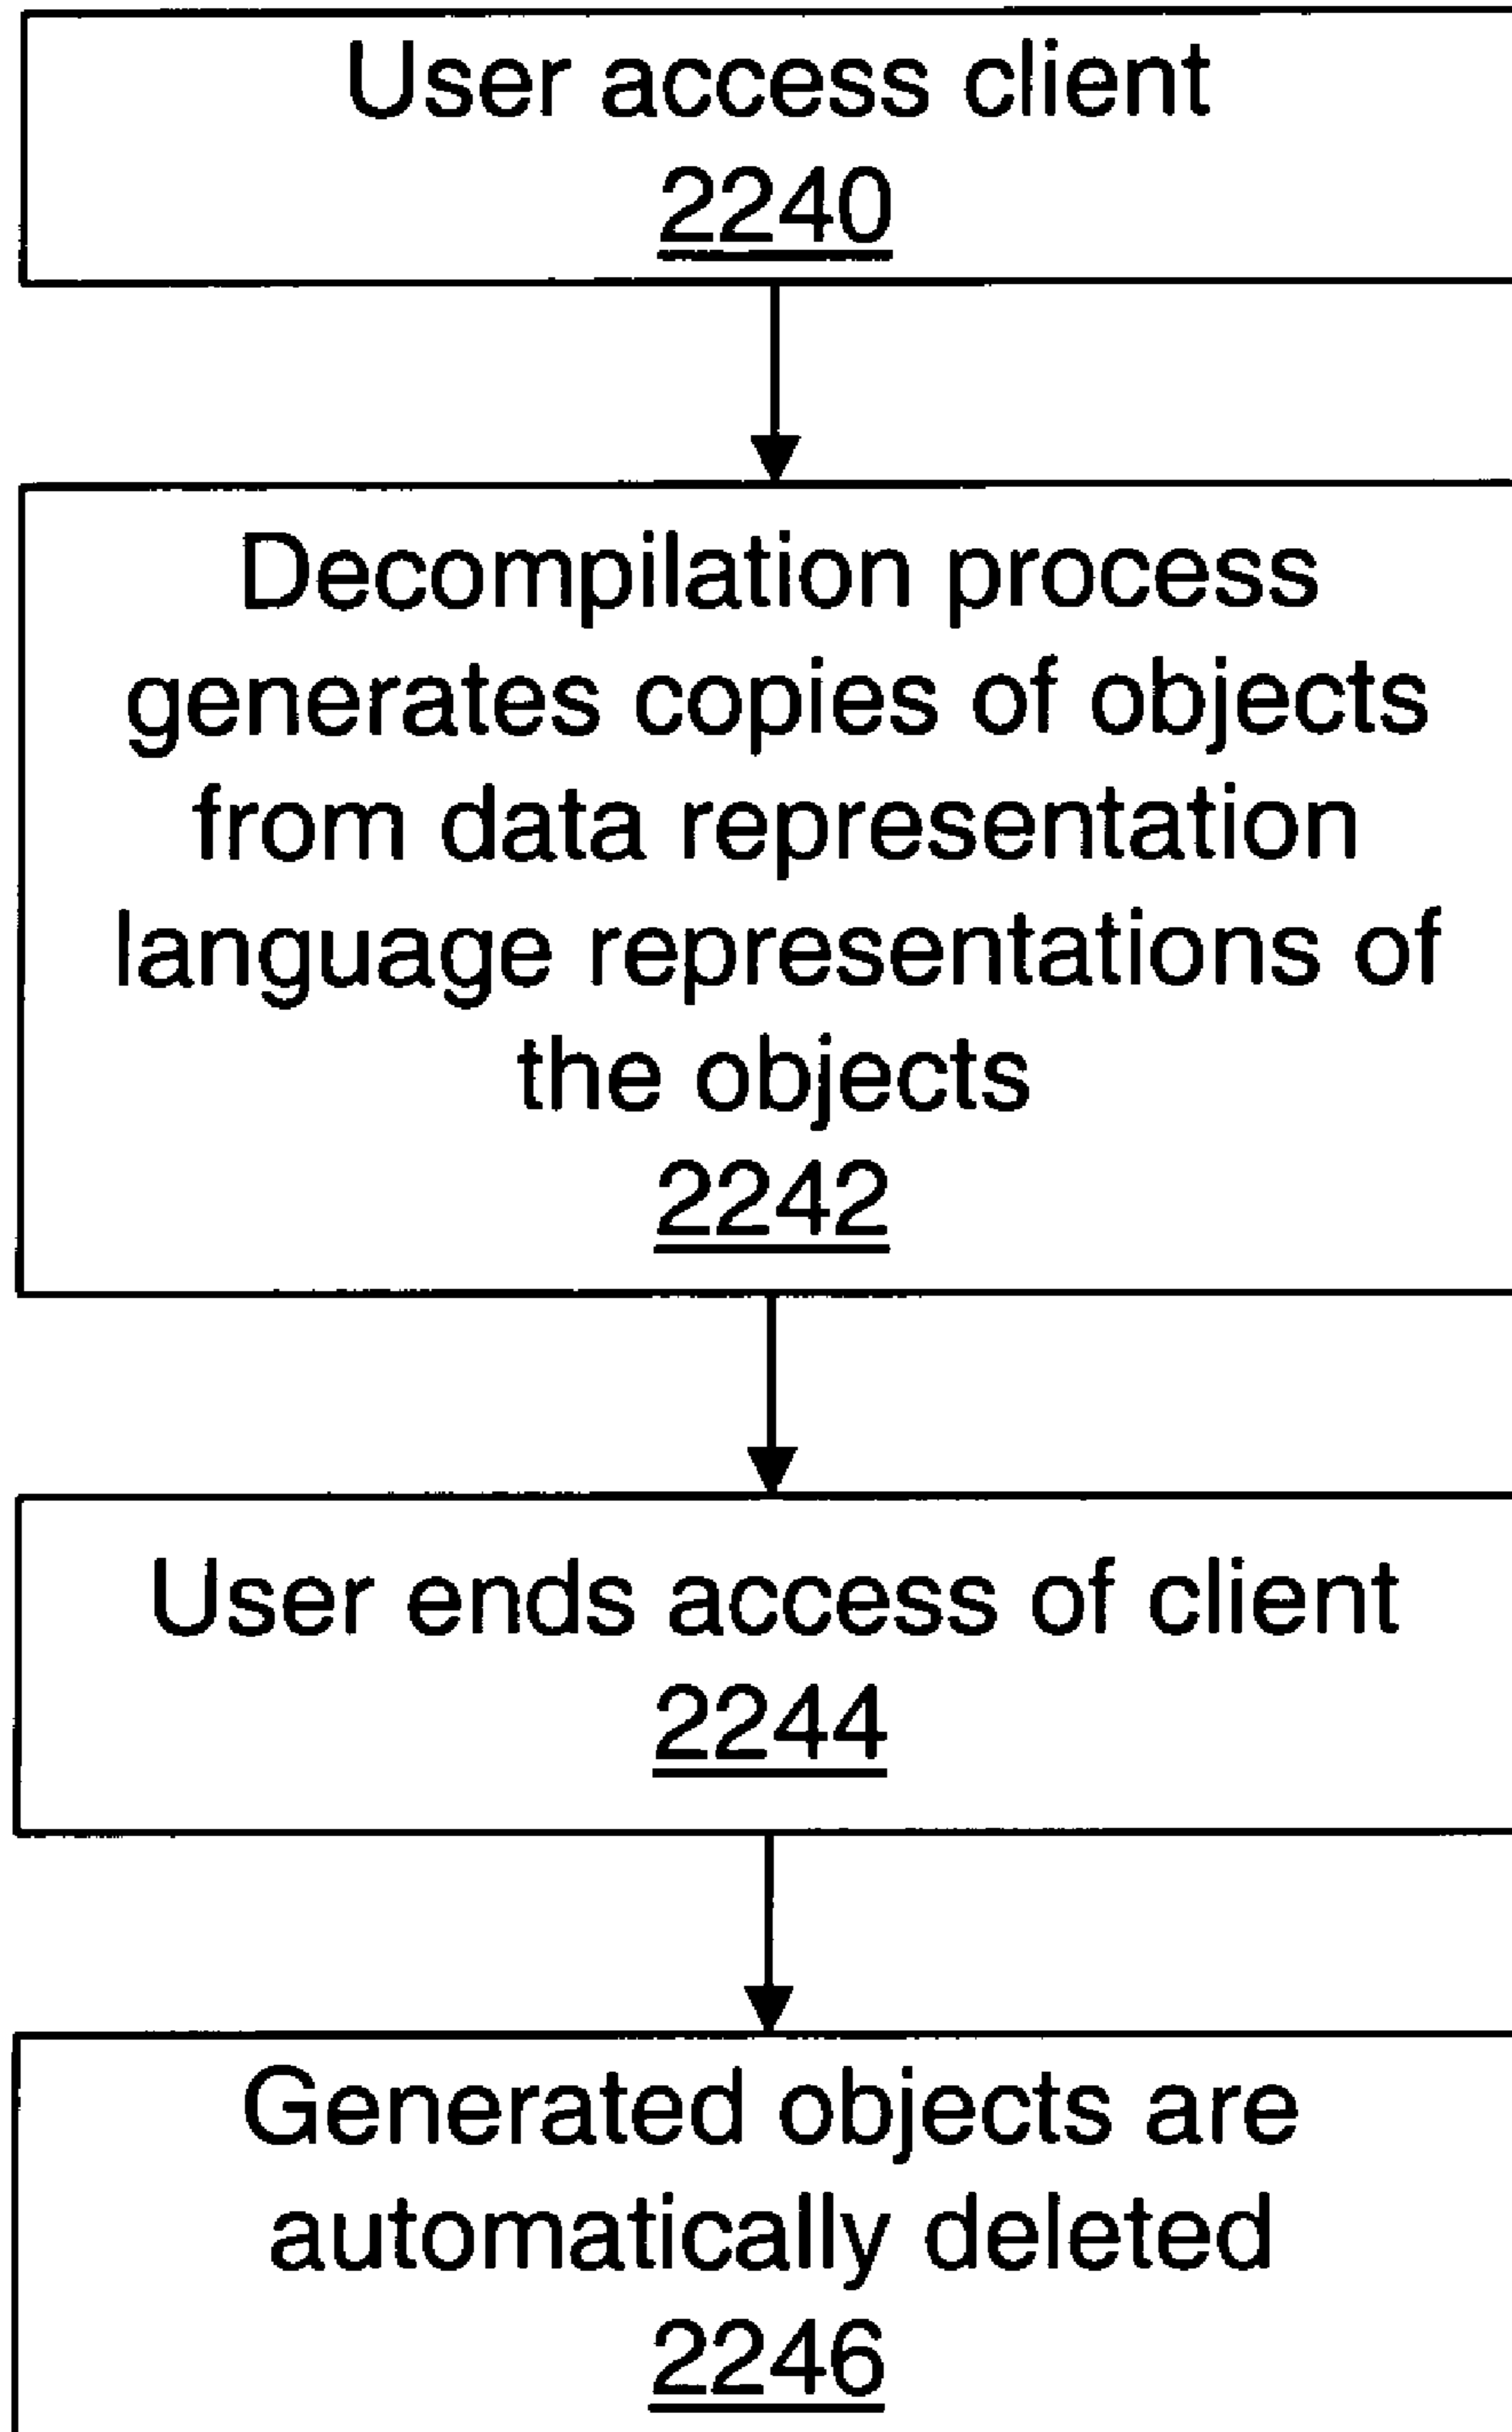 User access client
2240
Decompilation process
generates copies of objects
from data representation
language representations of
the objects
2242
User ends access of client
2244
Generated objects are
automatically deleted
2246